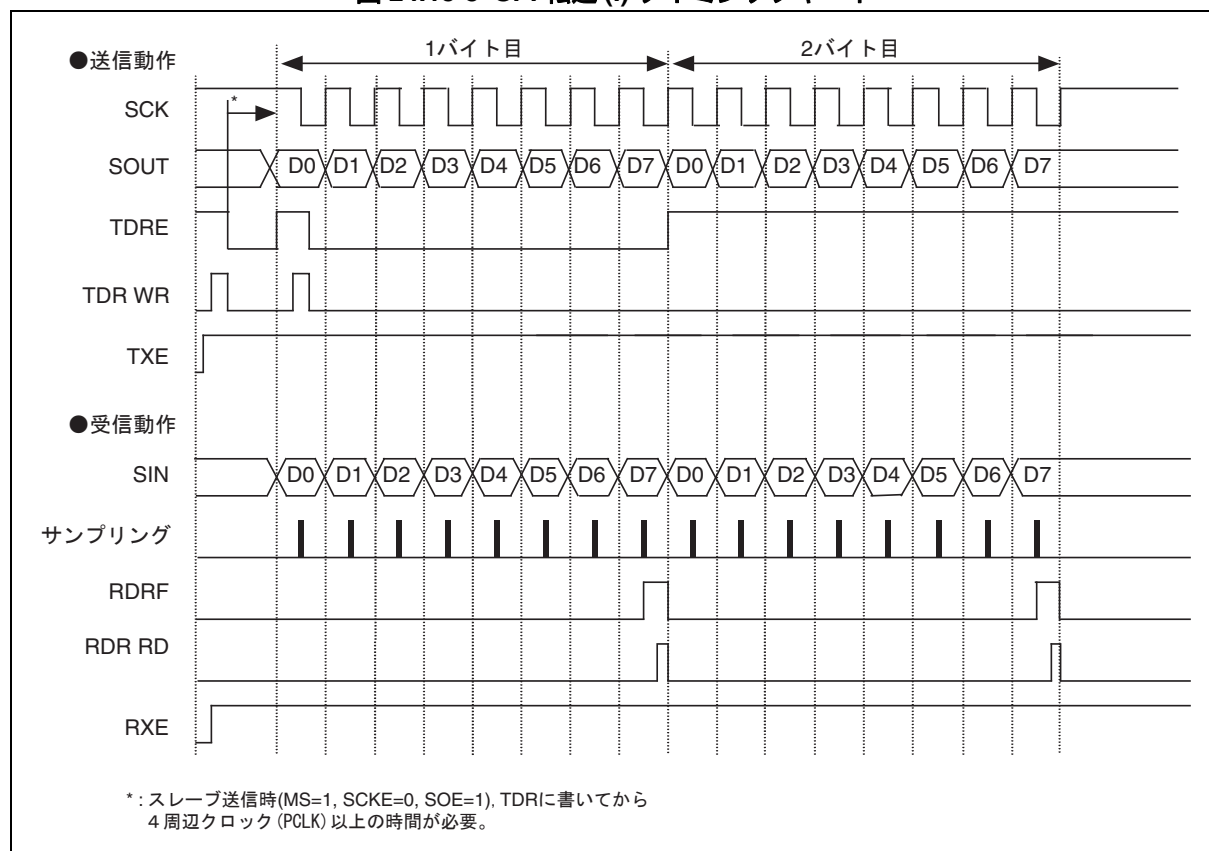 1バイト目 2バイト目
●送信動作
SCK
*
SOUT D0 D1 D2 D3 D4 D5 D6 D7 D0 D1 D2 D3 D4 D5 D6 D7
TDRE
TDR WR
TXE
●受信動作
SIN D0 D1 D2 D3 D4 D5 D6 D7 D0 D1 D2 D3 D4 D5 D6 D7
サンプリング
RDRF
RDR RD
RXE
* : スレーブ送信時(MS=1, SCKE=0, SOE=1), TDRに書いてから
4 周辺クロック (PCLK) 以上の時間が必要。